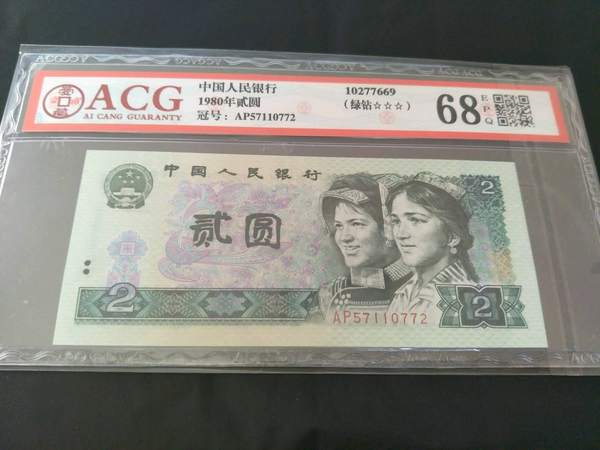 ACG
AI CANG GUARANTY
中国人民银行
1980年贰圆
冠号：AP57110772
10277669
（绿钻☆☆☆）
68
EPQ
中国人民银行
2
贰圆
2
AP57110772
2